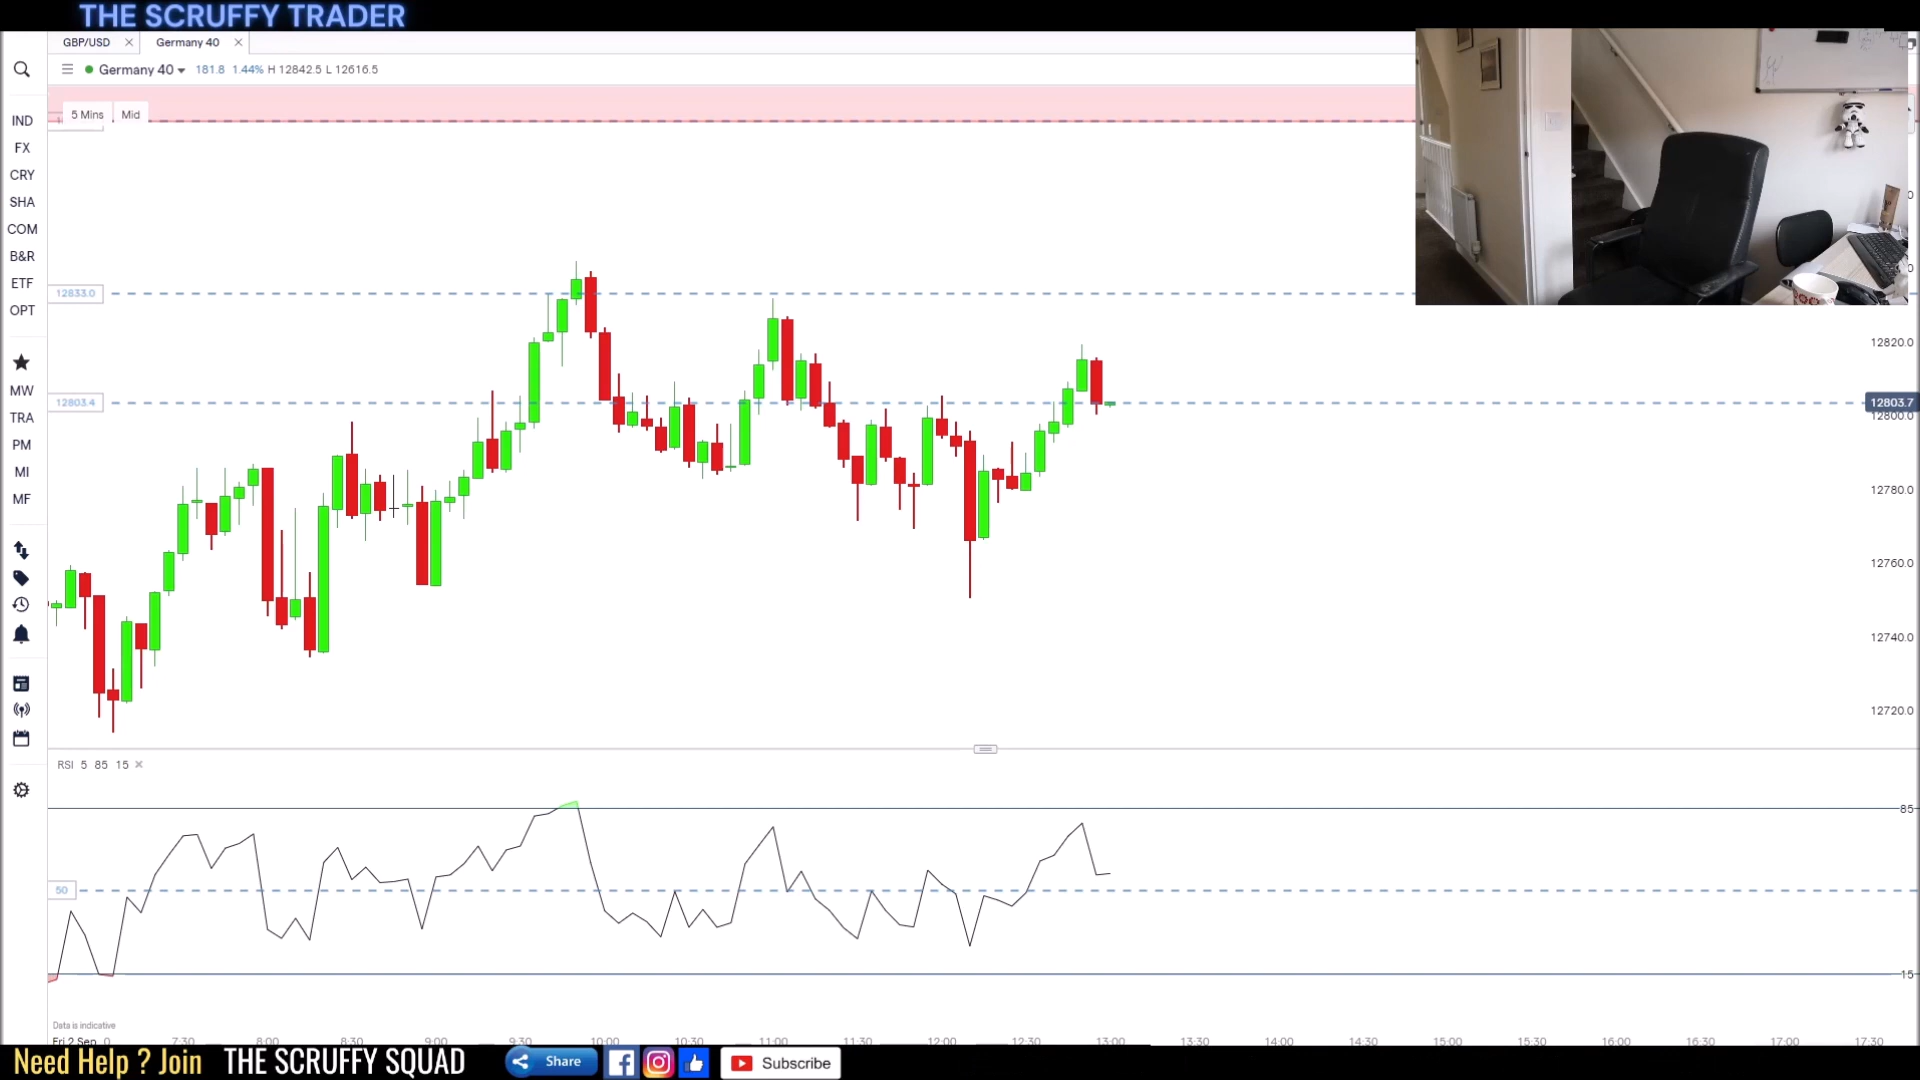 THE SCRUFFY TRADER
GBP/USD
Germany 40
Germany 40 181.8 1.44% H 12842.5 L 12616.5
5 Mins Mid
IND
FX
CRY
SHA
COM
B&R
ETF
OPT
MW
TRA
PM
MI
MF
12833.0
12803.4
12820.0
12803.7
12800.0
12780.0
12760.0
12740.0
12720.0
RSI 5 85 15
85
50
15
Data is indicative
Fri 2 Sep
7:30 8:00 8:30 9:00 9:30 10:00 10:30 11:00 11:30 12:00 12:30 13:00 13:30 14:00 14:30 15:00 15:30 16:00 16:30 17:00 17:30
Need Help ? Join THE SCRUFFY SQUAD Share Subscribe